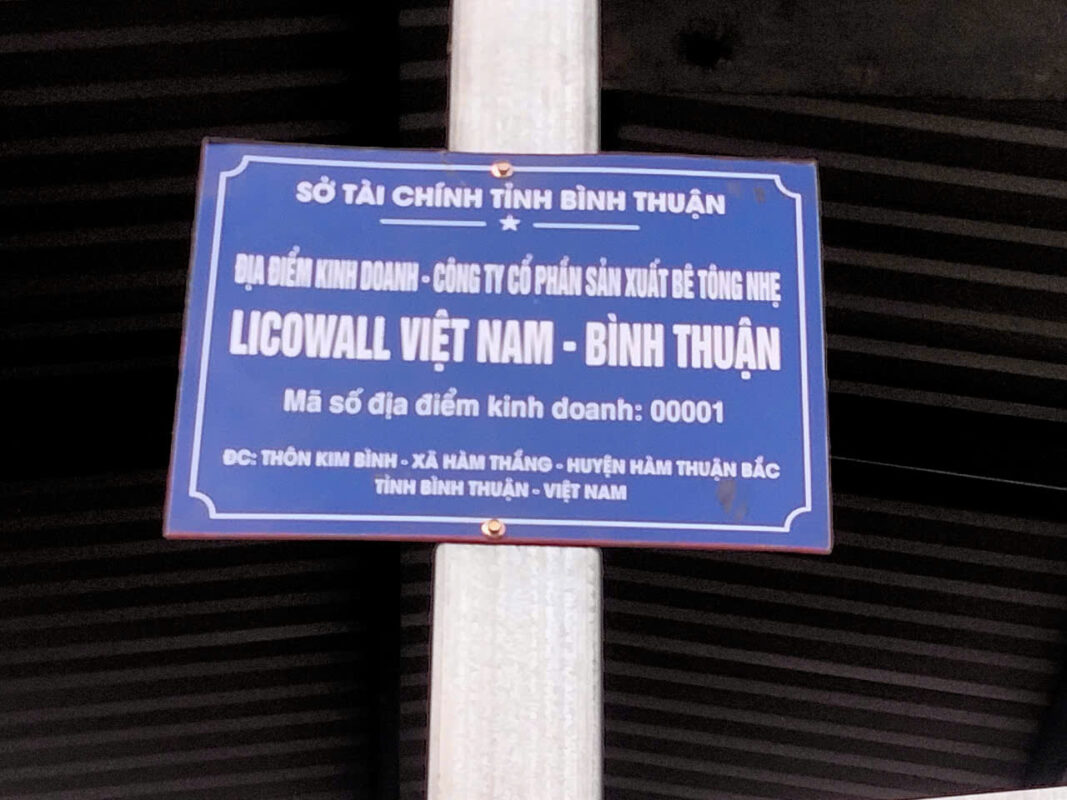 SỞ TÀI CHÍNH TỈNH BÌNH THUẬN
ĐỊA ĐIỂM KINH DOANH - CÔNG TY CỔ PHẦN SẢN XUẤT BÊ TÔNG NHẸ
LICOWALL VIỆT NAM - BÌNH THUẬN
Mã số địa điểm kinh doanh: 00001
ĐC: THÔN KIM BÌNH - XÃ HÀM THẮNG - HUYỆN HÀM THUẬN BẮC
TỈNH BÌNH THUẬN - VIỆT NAM